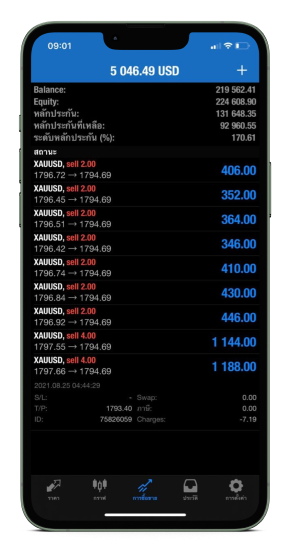 09:01
5 046.49 USD +
Balance: 219 562.41
Equity: 224 608.90
หลักประกัน: 131 648.35
หลักประกันที่เหลือ: 92 960.55
ระดับหลักประกัน (%): 170.61
สถานะ
XAUUSD, sell 2.00
1796.72 → 1794.69 406.00
XAUUSD, sell 2.00
1796.45 → 1794.69 352.00
XAUUSD, sell 2.00
1796.51 → 1794.69 364.00
XAUUSD, sell 2.00
1796.42 → 1794.69 346.00
XAUUSD, sell 2.00
1796.74 → 1794.69 410.00
XAUUSD, sell 2.00
1796.84 → 1794.69 430.00
XAUUSD, sell 2.00
1796.92 → 1794.69 446.00
XAUUSD, sell 4.00
1797.55 → 1794.69 1 144.00
XAUUSD, sell 4.00
1797.66 → 1794.69 1 188.00
2021.08.25 04:44:29
S/L: - Swap: 0.00
T/P: 1793.40 ภาษี: 0.00
ID: 75826059 Charges: -7.19
ราคา กราฟ การซื้อขาย ประวัติ การตั้งค่า